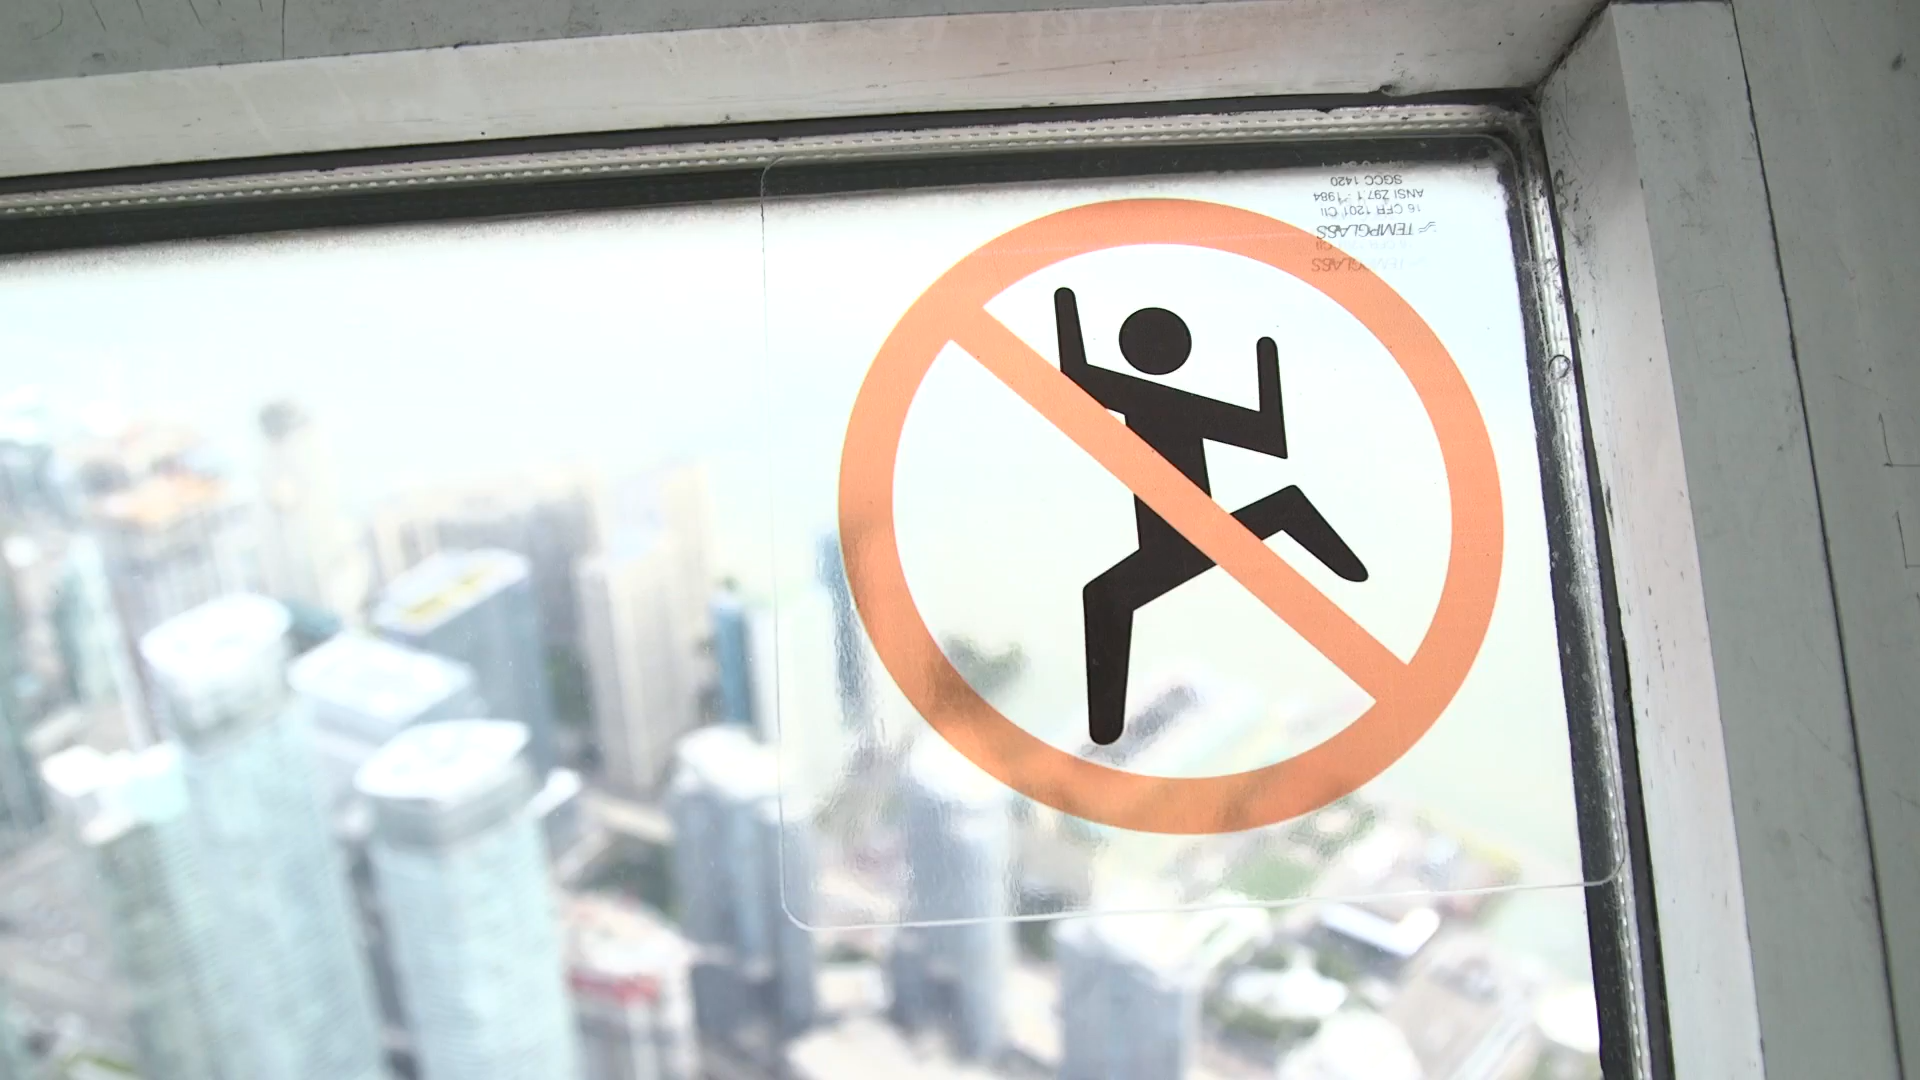 TEMPGLASS
16 CFR 1201 CII
ANSI Z97.1 - 1984
SGCC 1420